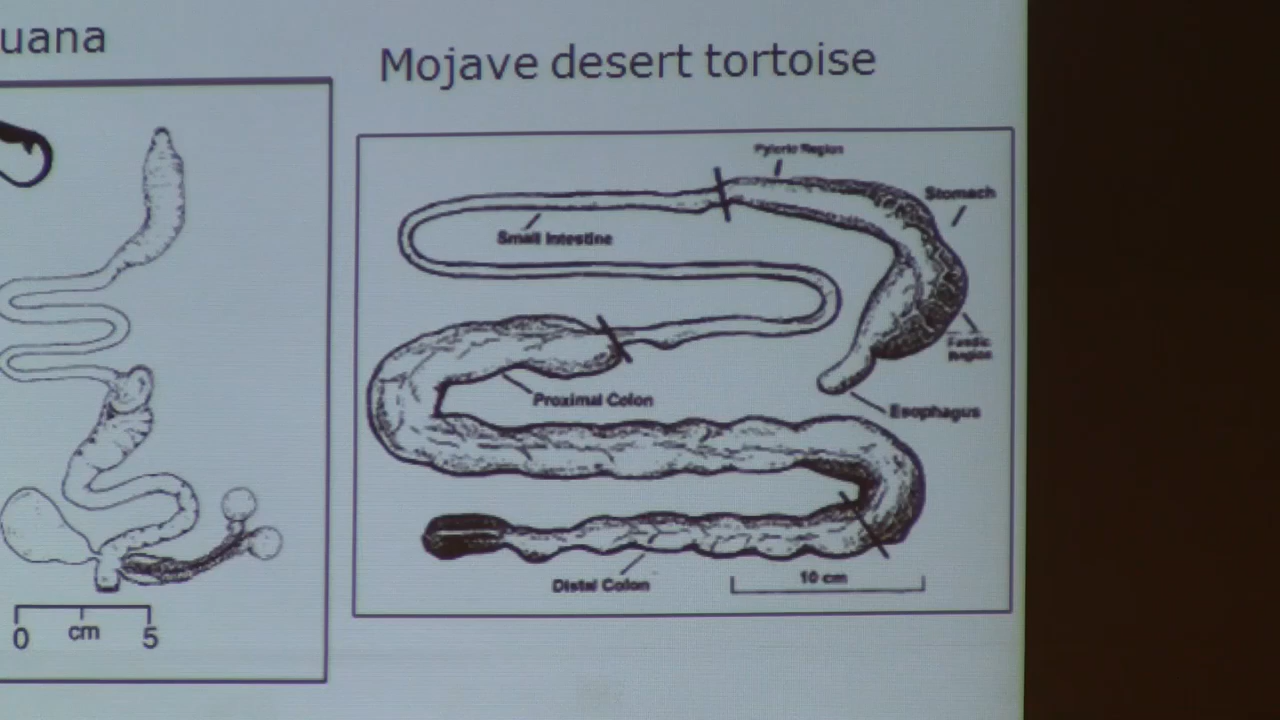 uana
0 cm 5
Mojave desert tortoise
Pyloric Region
Stomach
Small Intestine
Fundic
Region
Proximal Colon
Esophagus
10 cm
Distal Colon